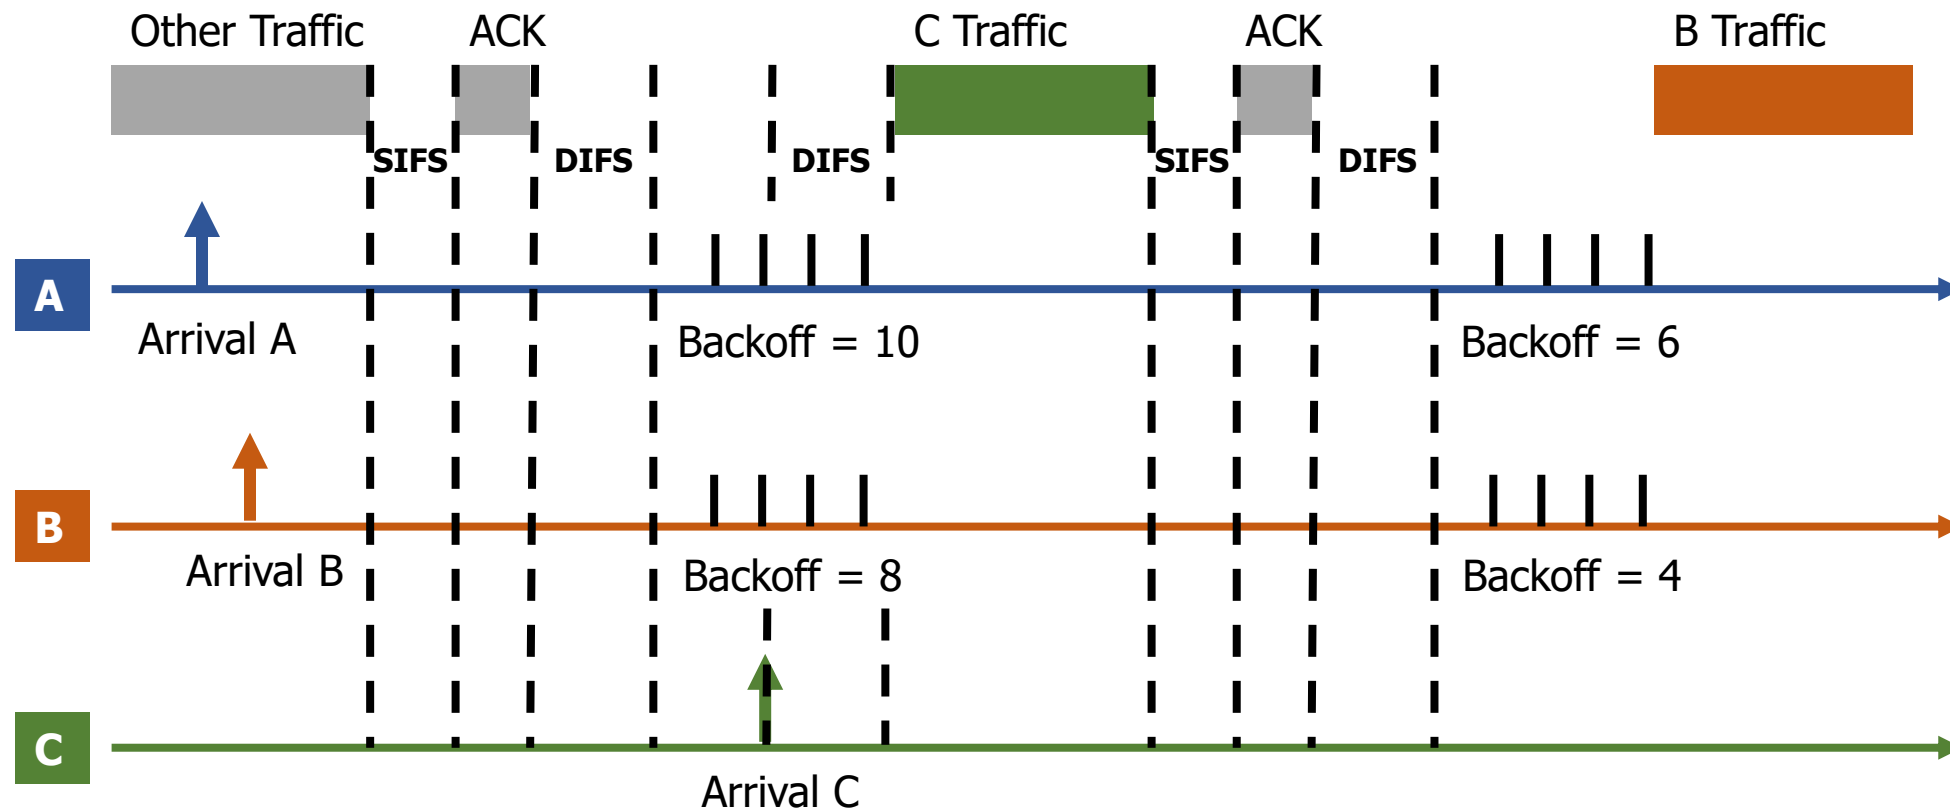 Other Traffic
ACK
C Traffic
ACK
B Traffic
SIFS
DIFS
DIFS
SIFS
DIFS
A
Arrival A
Backoff = 10
Backoff = 6
B
Arrival B
Backoff = 8
Backoff = 4
C
Arrival C